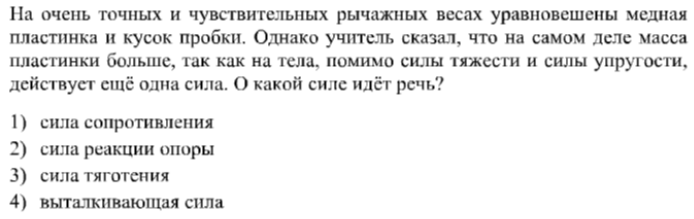 На очень точных и чувствительных рычажных весах уравновешены медная
пластинка и кусок пробки. Однако учитель сказал, что на самом деле масса
пластинки больше, так как на тела, помимо силы тяжести и силы упругости,
действует ещё одна сила. О какой силе идёт речь?
1) сила сопротивления
2) сила реакции опоры
3) сила тяготения
4) выталкивающая сила